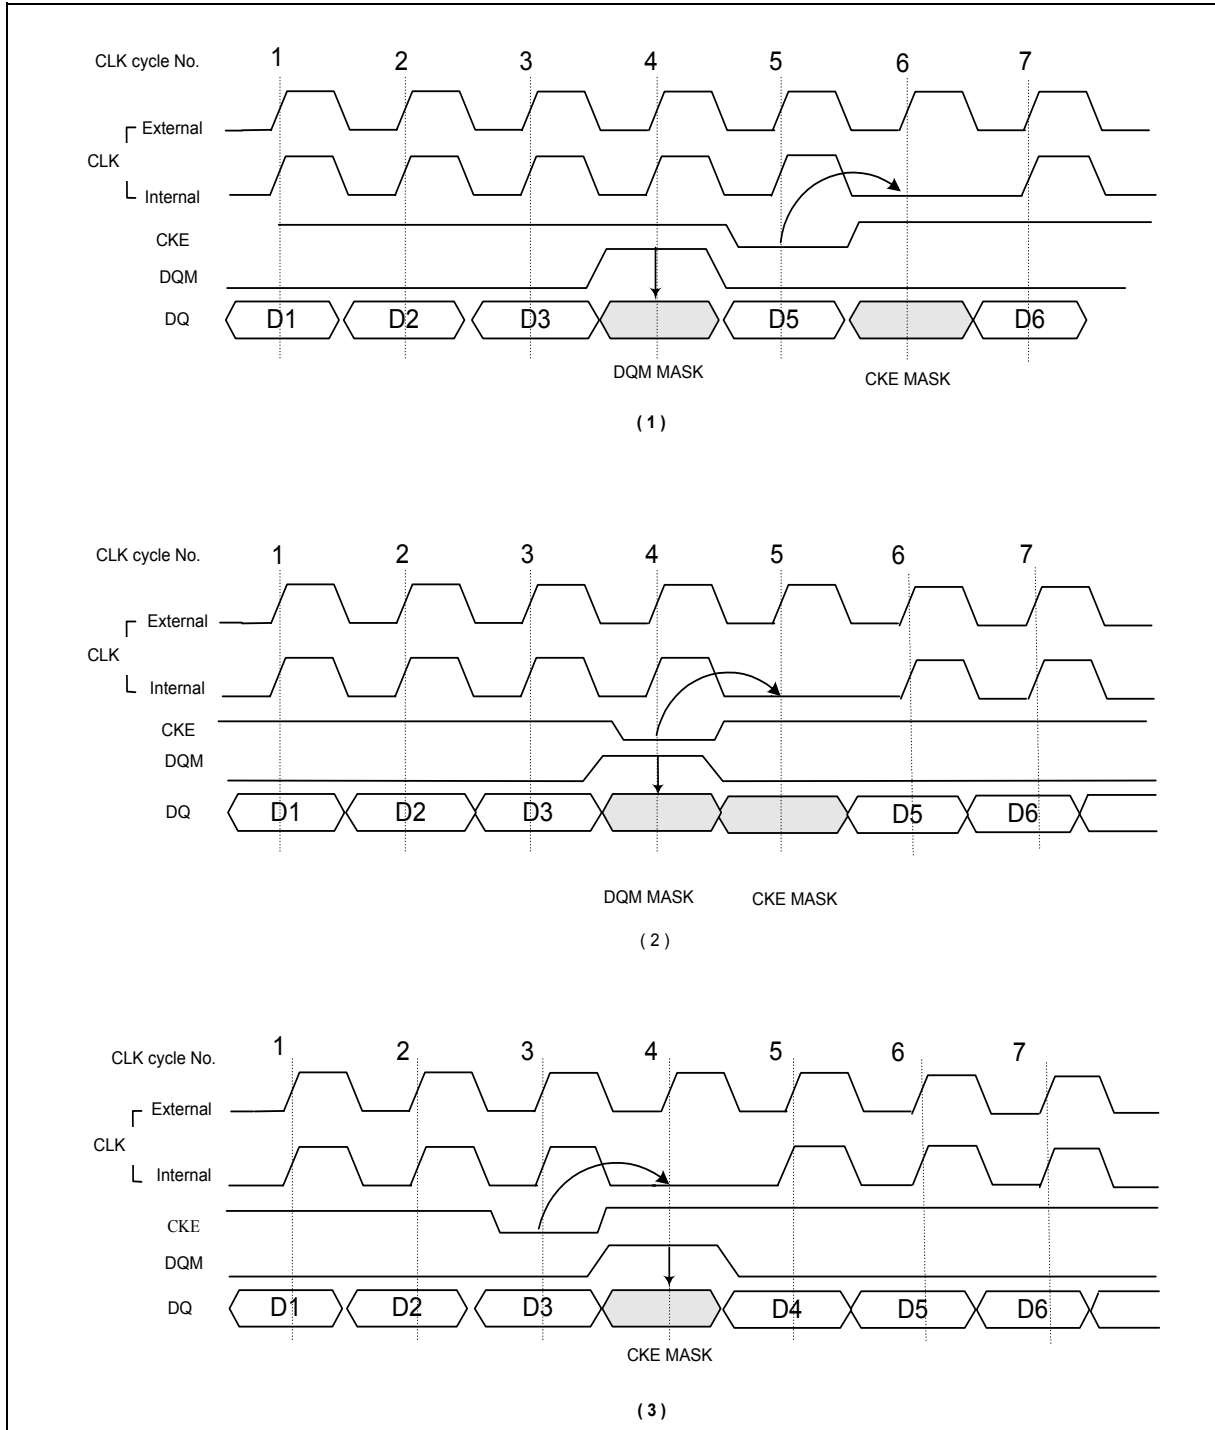 CLK cycle No. 1 2 3 4 5 6 7
External
CLK
Internal
CKE
DQM
DQ D1 D2 D3 D5 D6
DQM MASK CKE MASK
( 1 )
CLK cycle No. 1 2 3 4 5 6 7
External
CLK
Internal
CKE
DQM
DQ D1 D2 D3 D5 D6
DQM MASK CKE MASK
( 2 )
CLK cycle No. 1 2 3 4 5 6 7
External
CLK
Internal
CKE
DQM
DQ D1 D2 D3 D4 D5 D6
CKE MASK
( 3 )